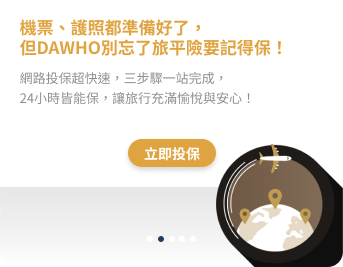 機票、護照都準備好了，
但DAWHO別忘了旅平險要記得保！
網路投保超快速，三步驟一站完成，
24小時皆能保，讓旅行充滿愉悅與安心！
立即投保